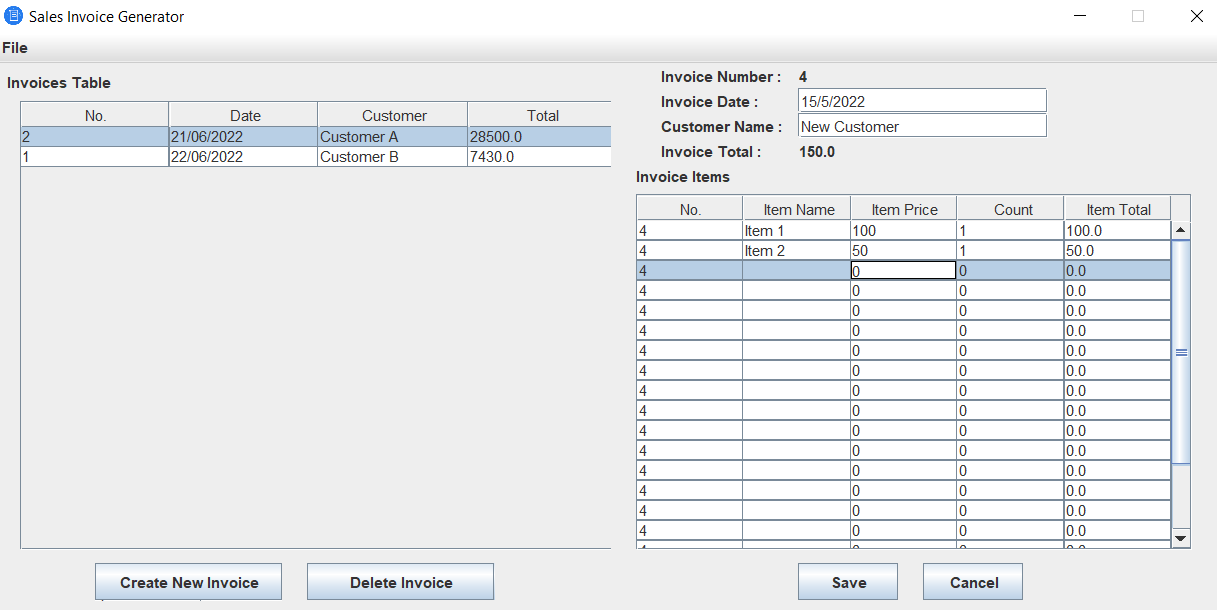 Sales Invoice Generator
File
Invoices Table
No. Date Customer Total
2 21/06/2022 Customer A 28500.0
1 22/06/2022 Customer B 7430.0
Create New Invoice Delete Invoice
Invoice Number : 4
Invoice Date : 15/5/2022
Customer Name : New Customer
Invoice Total : 150.0
Invoice Items
No. Item Name Item Price Count Item Total
4 Item 1 100 1 100.0
4 Item 2 50 1 50.0
4 0 0 0.0
4 0 0 0.0
4 0 0 0.0
4 0 0 0.0
4 0 0 0.0
4 0 0 0.0
4 0 0 0.0
4 0 0 0.0
4 0 0 0.0
4 0 0 0.0
4 0 0 0.0
4 0 0 0.0
4 0 0 0.0
4 0 0 0.0
Save Cancel